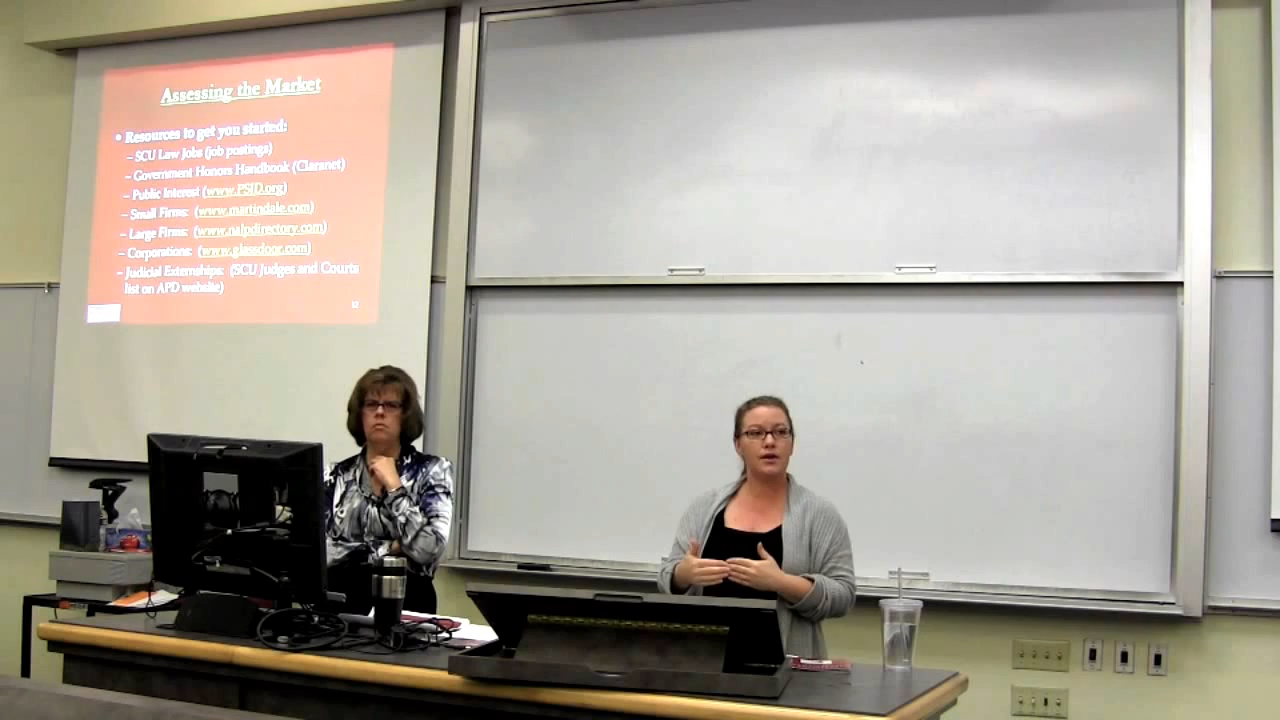 Assessing the Market
• Resources to get you started:
– SCU Law Jobs (job postings)
– Government Honors Handbook (Claranet)
– Public Interest (www.PSJD.org)
– Small Firms: (www.martindale.com)
– Large Firms: (www.nalpdirectory.com)
– Corporations: (www.glassdoor.com)
– Judicial Externships: (SCU Judges and Courts
list on APD website)